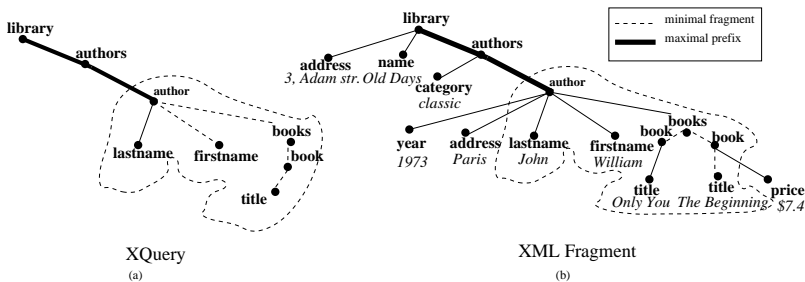 library
authors
author
lastname
firstname
books
book
title
XQuery
(a)
library
address
3, Adam str.
name
Old Days
authors
category
classic
author
year
1973
address
Paris
lastname
John
firstname
William
books
book
book
title
Only You
title
The Beginning
price
$7.4
XML Fragment
(b)
minimal fragment
maximal prefix